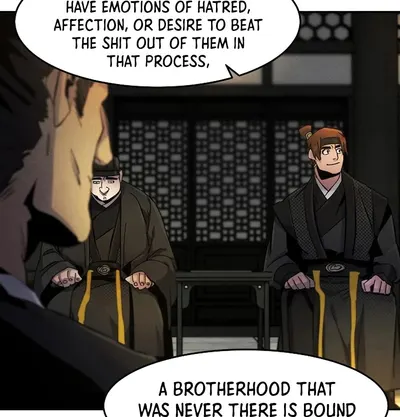 HAVE EMOTIONS OF HATRED,
AFFECTION, OR DESIRE TO BEAT
THE SHIT OUT OF THEM IN
THAT PROCESS,
A BROTHERHOOD THAT
WAS NEVER THERE IS BOUND